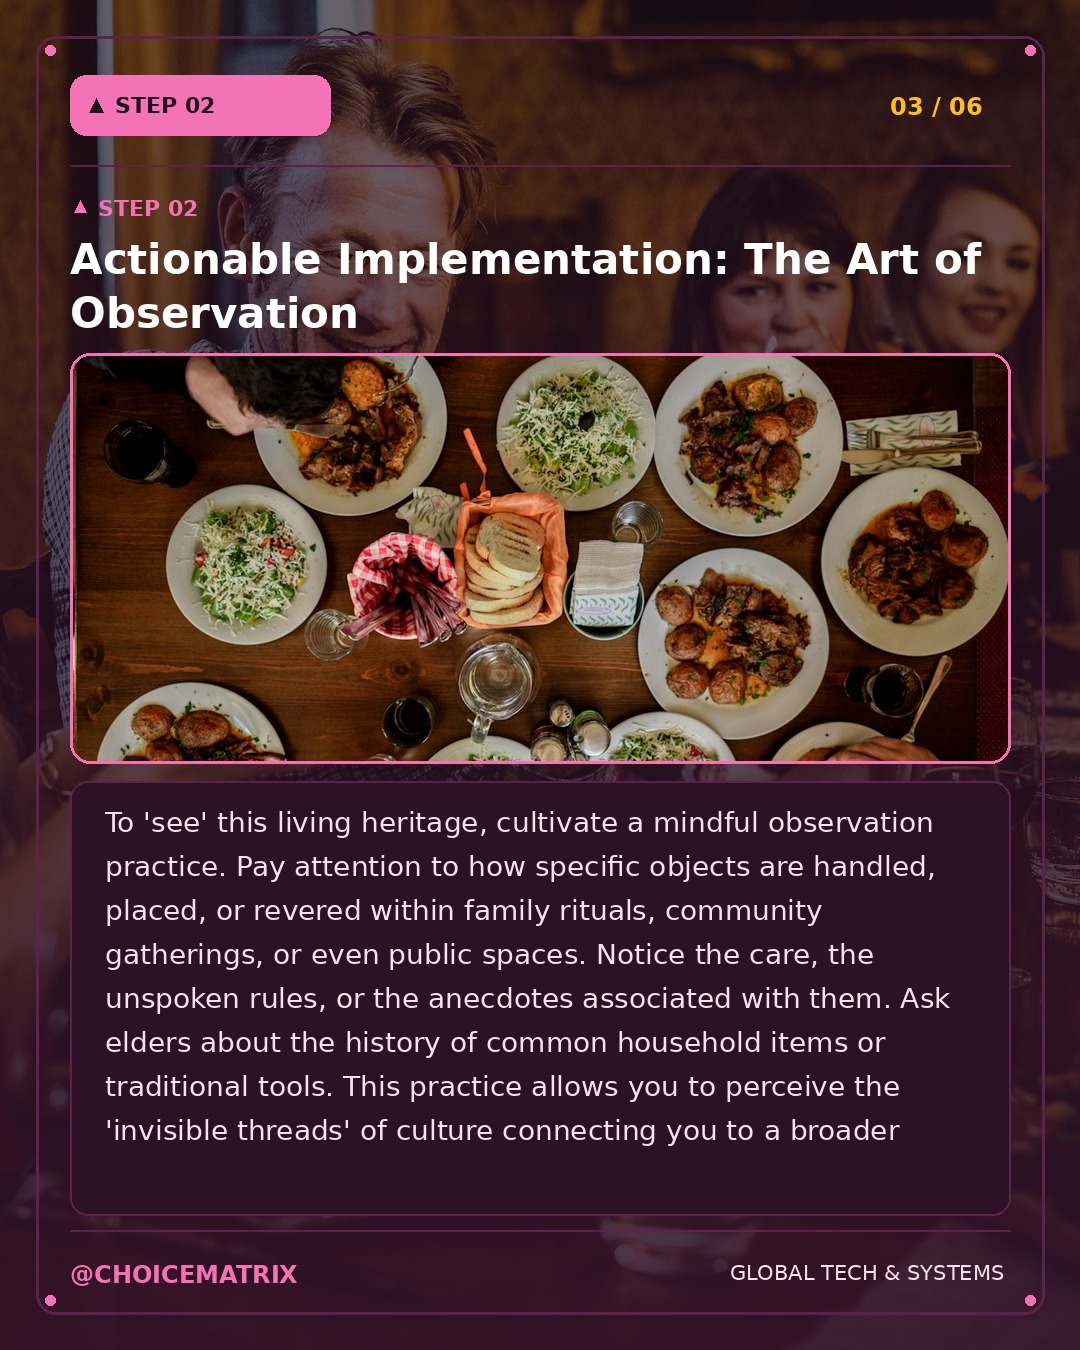 ▲ STEP 02
03 / 06
▲ STEP 02
Actionable Implementation: The Art of
Observation
To 'see' this living heritage, cultivate a mindful observation
practice. Pay attention to how specific objects are handled,
placed, or revered within family rituals, community
gatherings, or even public spaces. Notice the care, the
unspoken rules, or the anecdotes associated with them. Ask
elders about the history of common household items or
traditional tools. This practice allows you to perceive the
'invisible threads' of culture connecting you to a broader
@CHOICEMATRIX
GLOBAL TECH & SYSTEMS